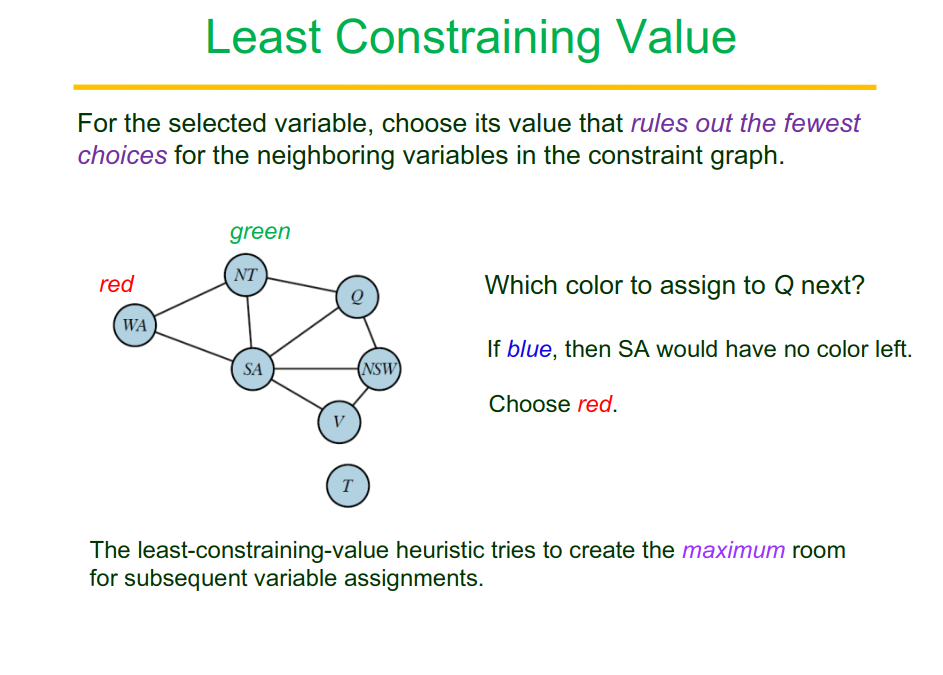 Least Constraining Value
For the selected variable, choose its value that rules out the fewest
choices for the neighboring variables in the constraint graph.
green
red
NT
Q
WA
SA
NSW
V
T
Which color to assign to Q next?
If blue, then SA would have no color left.
Choose red.
The least-constraining-value heuristic tries to create the maximum room
for subsequent variable assignments.